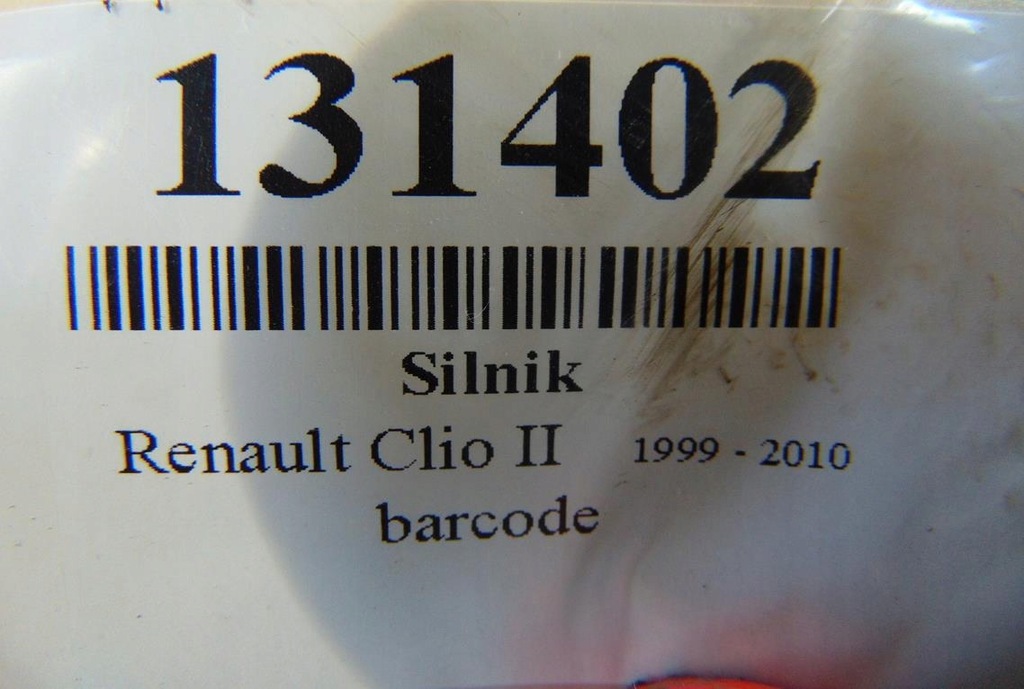 131402
Silnik
Renault Clio II 1999 - 2010
barcode